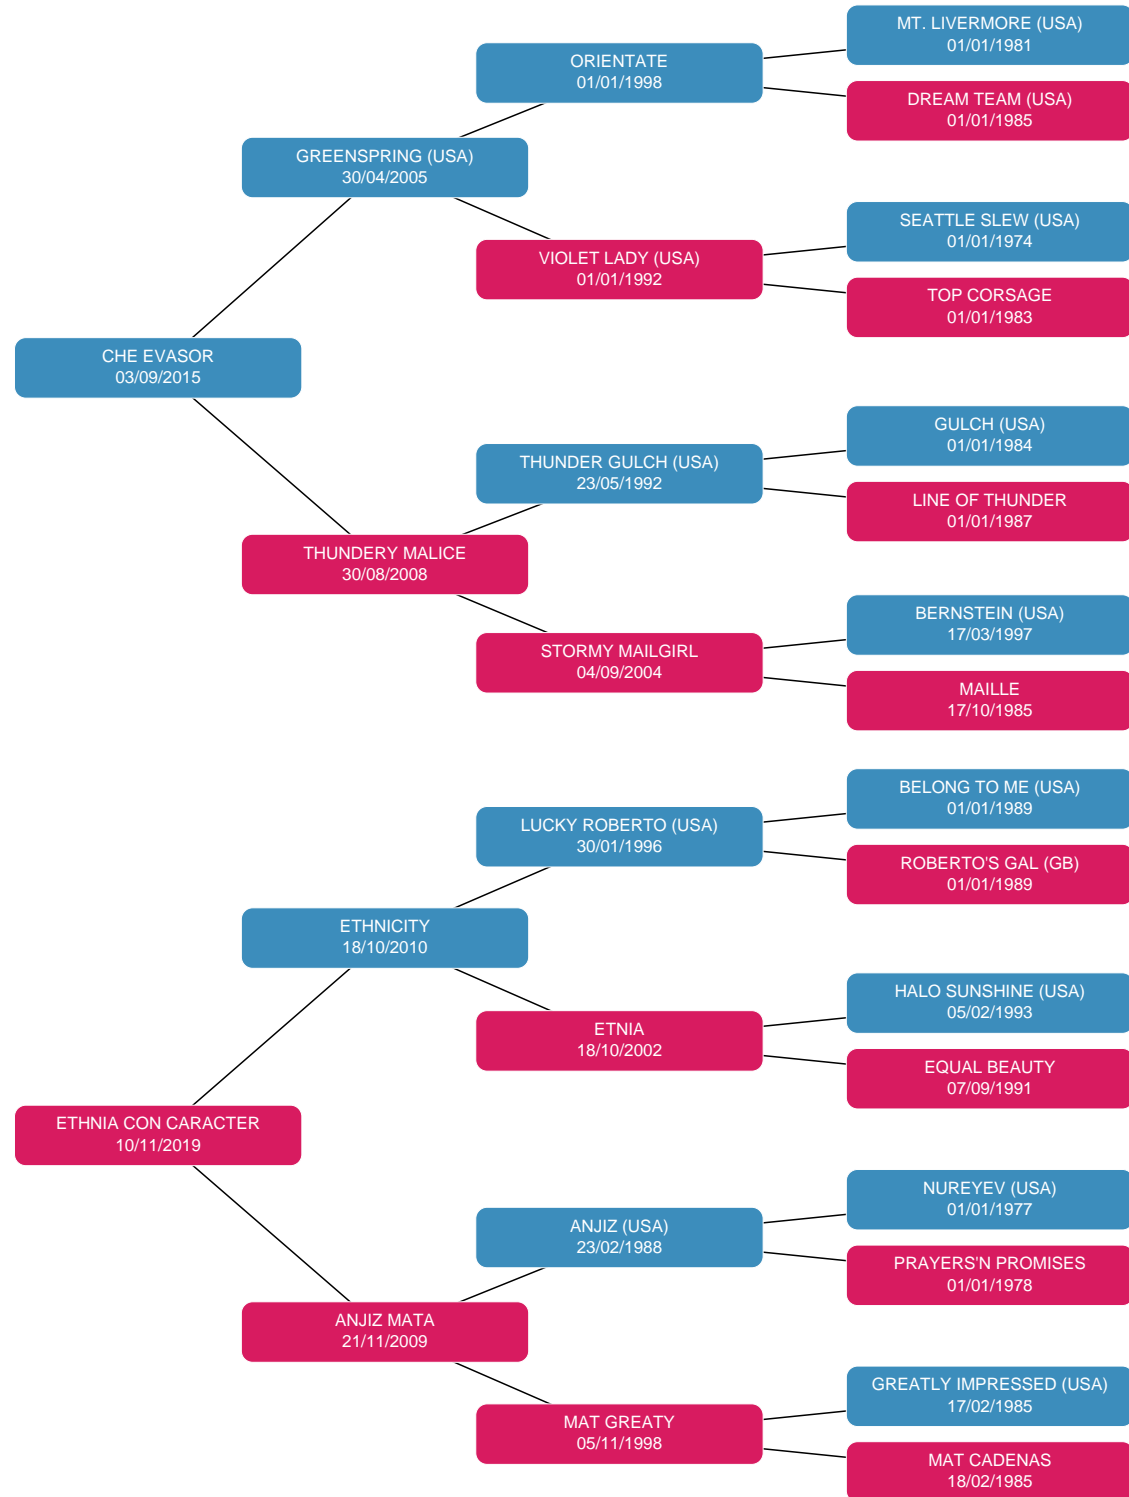 MT. LIVERMORE (USA)
01/01/1981
ORIENTATE
01/01/1998
DREAM TEAM (USA)
01/01/1985
GREENSPRING (USA)
30/04/2005
SEATTLE SLEW (USA)
01/01/1974
VIOLET LADY (USA)
01/01/1992
TOP CORSAGE
01/01/1983
CHE EVASOR
03/09/2015
GULCH (USA)
01/01/1984
THUNDER GULCH (USA)
23/05/1992
LINE OF THUNDER
01/01/1987
THUNDERY MALICE
30/08/2008
BERNSTEIN (USA)
17/03/1997
STORMY MAILGIRL
04/09/2004
MAILLE
17/10/1985
BELONG TO ME (USA)
01/01/1989
LUCKY ROBERTO (USA)
30/01/1996
ROBERTO'S GAL (GB)
01/01/1989
ETHNICITY
18/10/2010
HALO SUNSHINE (USA)
05/02/1993
ETNIA
18/10/2002
EQUAL BEAUTY
07/09/1991
ETHNIA CON CARACTER
10/11/2019
NUREYEV (USA)
01/01/1977
ANJIZ (USA)
23/02/1988
PRAYERS'N PROMISES
01/01/1978
ANJIZ MATA
21/11/2009
GREATLY IMPRESSED (USA)
17/02/1985
MAT GREATY
05/11/1998
MAT CADENAS
18/02/1985